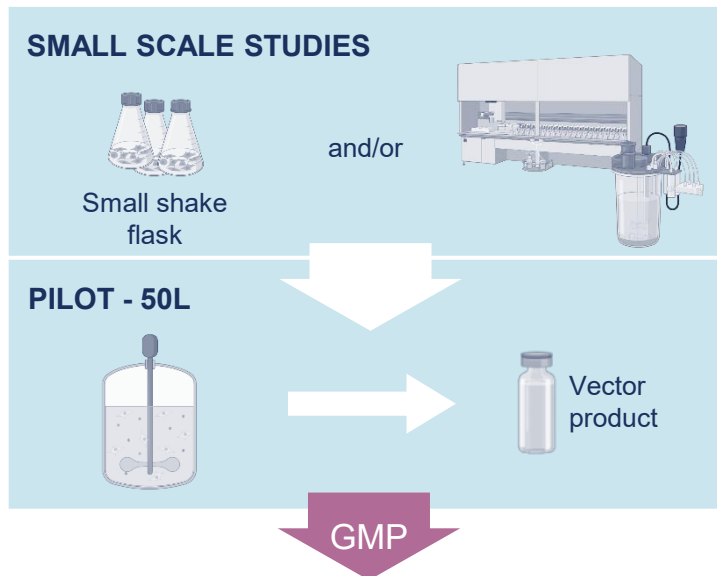 SMALL SCALE STUDIES
and/or
Small shake
flask
PILOT - 50L
Vector
product
GMP